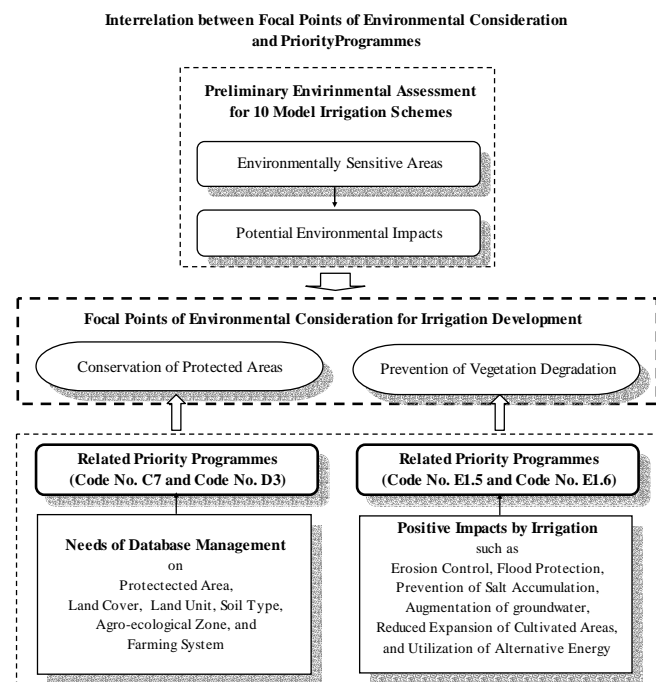 Interrelation between Focal Points of Environmental Consideration
and PriorityProgrammes
Preliminary Envirinmental Assessment
for 10 Model Irrigation Schemes
Environmentally Sensitive Areas
Potential Environmental Impacts
Focal Points of Environmental Consideration for Irrigation Development
Conservation of Protected Areas
Prevention of Vegetation Degradation
Related Priority Programmes
(Code No. C7 and Code No. D3)
Needs of Database Management
on
Protectected Area,
Land Cover, Land Unit, Soil Type,
Agro-ecological Zone, and
Farming System
Related Priority Programmes
(Code No. E1.5 and Code No. E1.6)
Positive Impacts by Irrigation
such as
Erosion Control, Flood Protection,
Prevention of Salt Accumulation,
Augmentation of groundwater,
Reduced Expansion of Cultivated Areas,
and Utilization of Alternative Energy